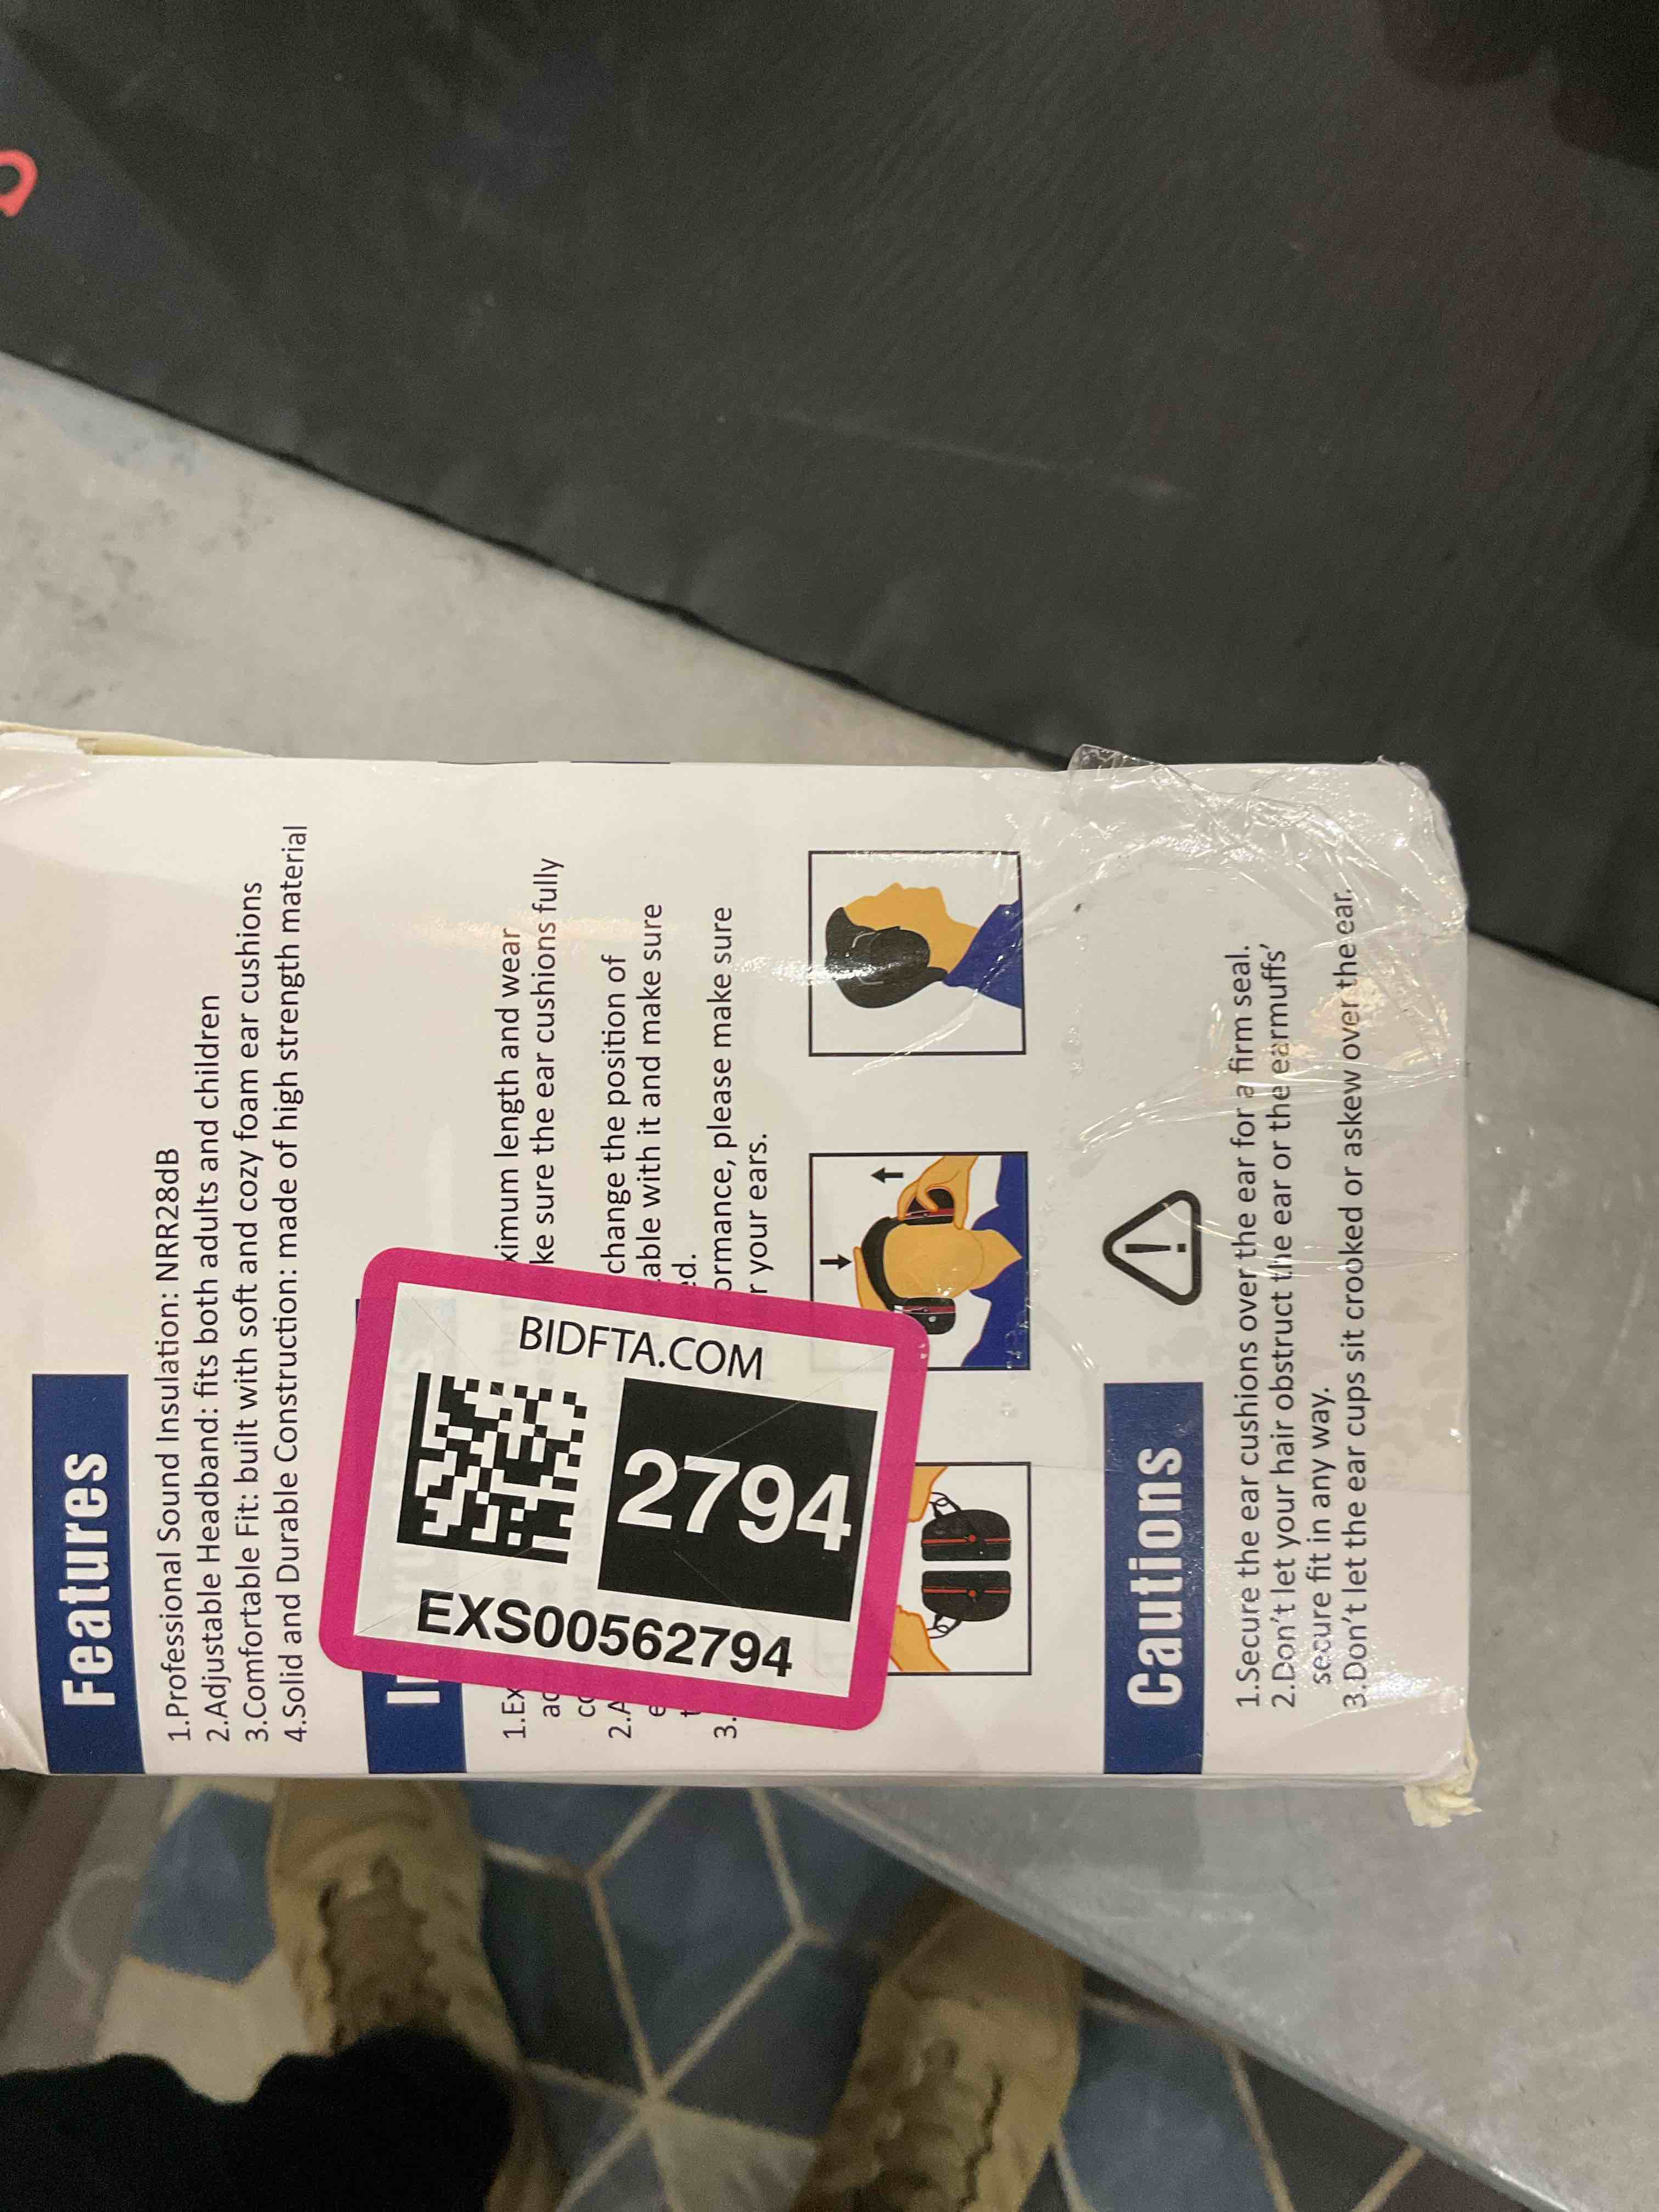 Features
1.Professional Sound Insulation: NRR28dB
2.Adjustable Headband: fits both adults and children
3.Comfortable Fit: built with soft and cozy foam ear cushions
4.Solid and Durable Construction: made of high strength material
1.Ex ximum length and wear
ke sure the ear cushions fully
2.A change the position of
able with it and make sure
ed.
3. ormance, please make sure
r your ears.
BIDFTA.COM
2794
EXS00562794
Cautions
1.Secure the ear cushions over the ear for a firm seal.
2.Don't let your hair obstruct the ear or the earmuffs'
secure fit in any way.
3.Don't let the ear cups sit crooked or askew over the ear.